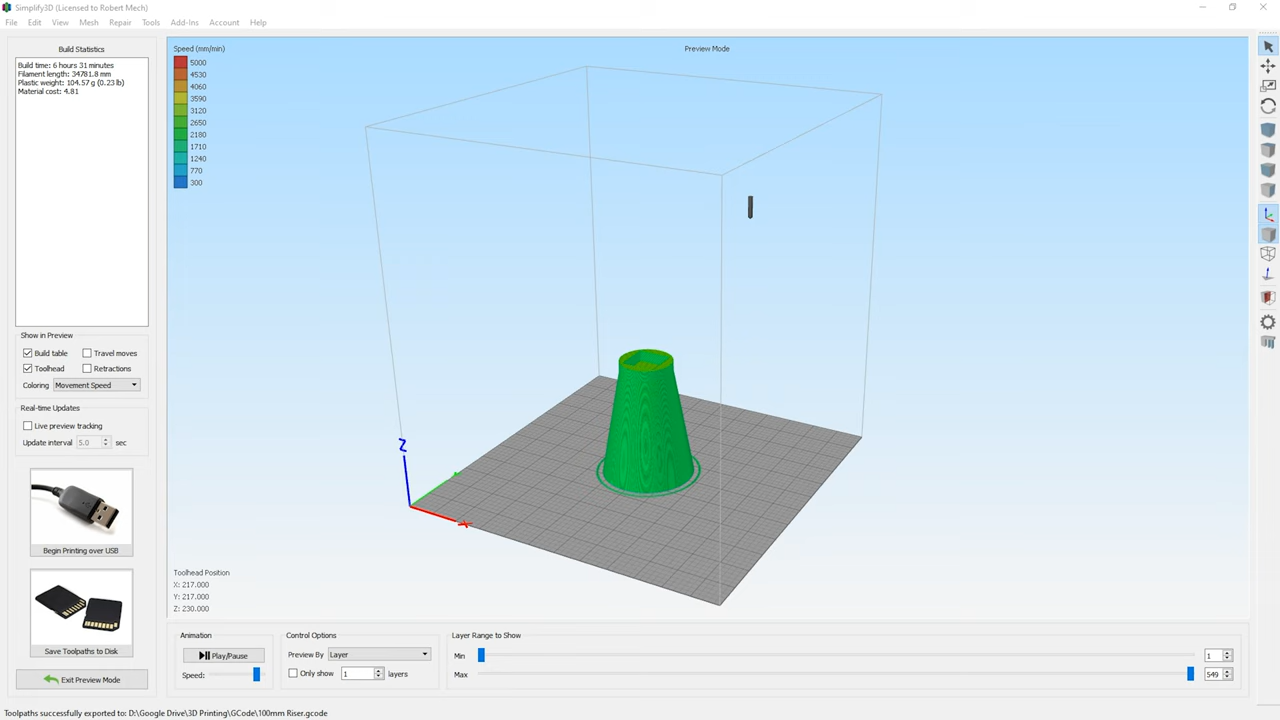 Simplify3D (Licensed to Robert Mech)
File Edit View Mesh Repair Tools Add-Ins Account Help
Build Statistics
Build time: 6 hours 31 minutes
Filament length: 34781.8 mm
Plastic weight: 104.57 g (0.23 lb)
Material cost: 4.81
Show in Preview
Build table Travel moves
Toolhead Retractions
Coloring Movement Speed
Real-time Updates
Live preview tracking
Update interval 5.0 sec
Begin Printing over USB
Save Toolpaths to Disk
Exit Preview Mode
Speed (mm/min)
5000
4530
4060
3590
3120
2650
2180
1710
1240
770
300
Preview Mode
Z
X
Toolhead Position
X: 217.000
Y: 217.000
Z: 230.000
Animation
Play/Pause
Speed:
Control Options
Preview By Layer
Only show 1 layers
Layer Range to Show
Min 1
Max 549
Toolpaths successfully exported to: D:\Google Drive\3D Printing\GCode\100mm Riser.gcode